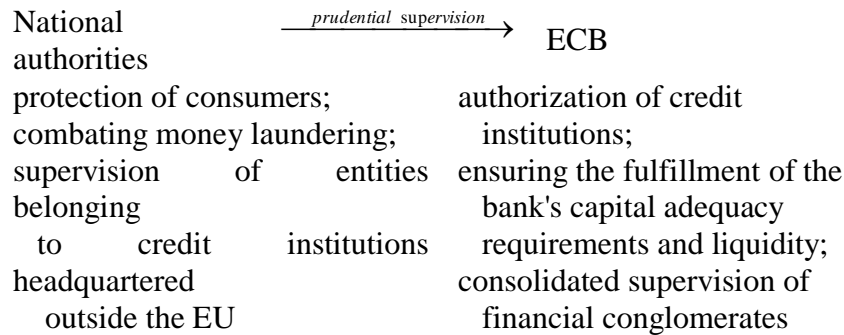 National
authorities
prudential supervision
ECB
protection of consumers;
combating money laundering;
supervision of entities
belonging
to credit institutions
headquartered
outside the EU
authorization of credit
institutions;
ensuring the fulfillment of the
bank's capital adequacy
requirements and liquidity;
consolidated supervision of
financial conglomerates